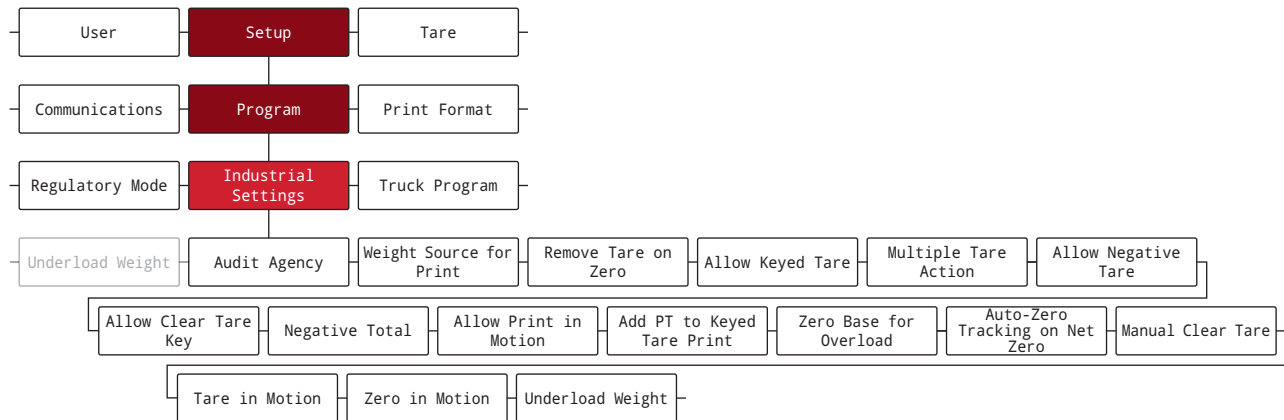 User
Setup
Tare
Communications
Program
Print Format
Regulatory Mode
Industrial
Settings
Truck Program
Underload Weight
Audit Agency
Weight Source for
Print
Remove Tare on
Zero
Allow Keyed Tare
Multiple Tare
Action
Allow Negative
Tare
Allow Clear Tare
Key
Negative Total
Allow Print in
Motion
Add PT to Keyed
Tare Print
Zero Base for
Overload
Auto-Zero
Tracking on Net
Zero
Manual Clear Tare
Tare in Motion
Zero in Motion
Underload Weight